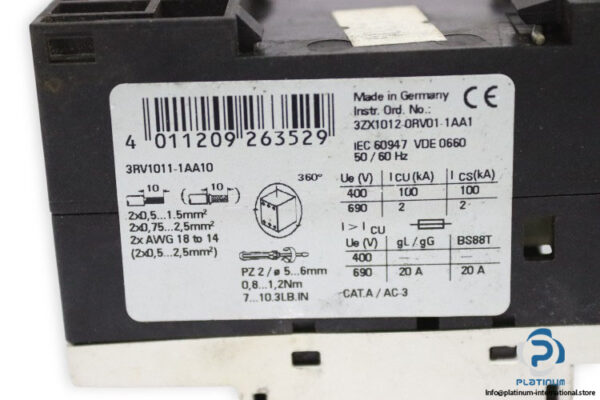 4 011209 263529
3RV1011-1AA10
10
( 10 )
2x0,5...1.5mm²
2x0,75...2,5mm²
2x AWG 18 to 14
(2x0,5...2,5mm²)
360°
PZ 2 / ø 5...6mm
0,8...1,2Nm
7...10.3LB.IN
Made in Germany
Instr. Ord. No.:
3ZX1012-0RV01-1AA1
CE
IEC 60947 VDE 0660
50 / 60 Hz
Ue (V) ICU (kA) ICS(kA)
400 100 100
690 2 2
I > I CU
Ue (V) gL / gG BS88T
400 — —
690 20 A 20 A
CAT.A / AC-3
PLATINUM
Info@platinum-international.store